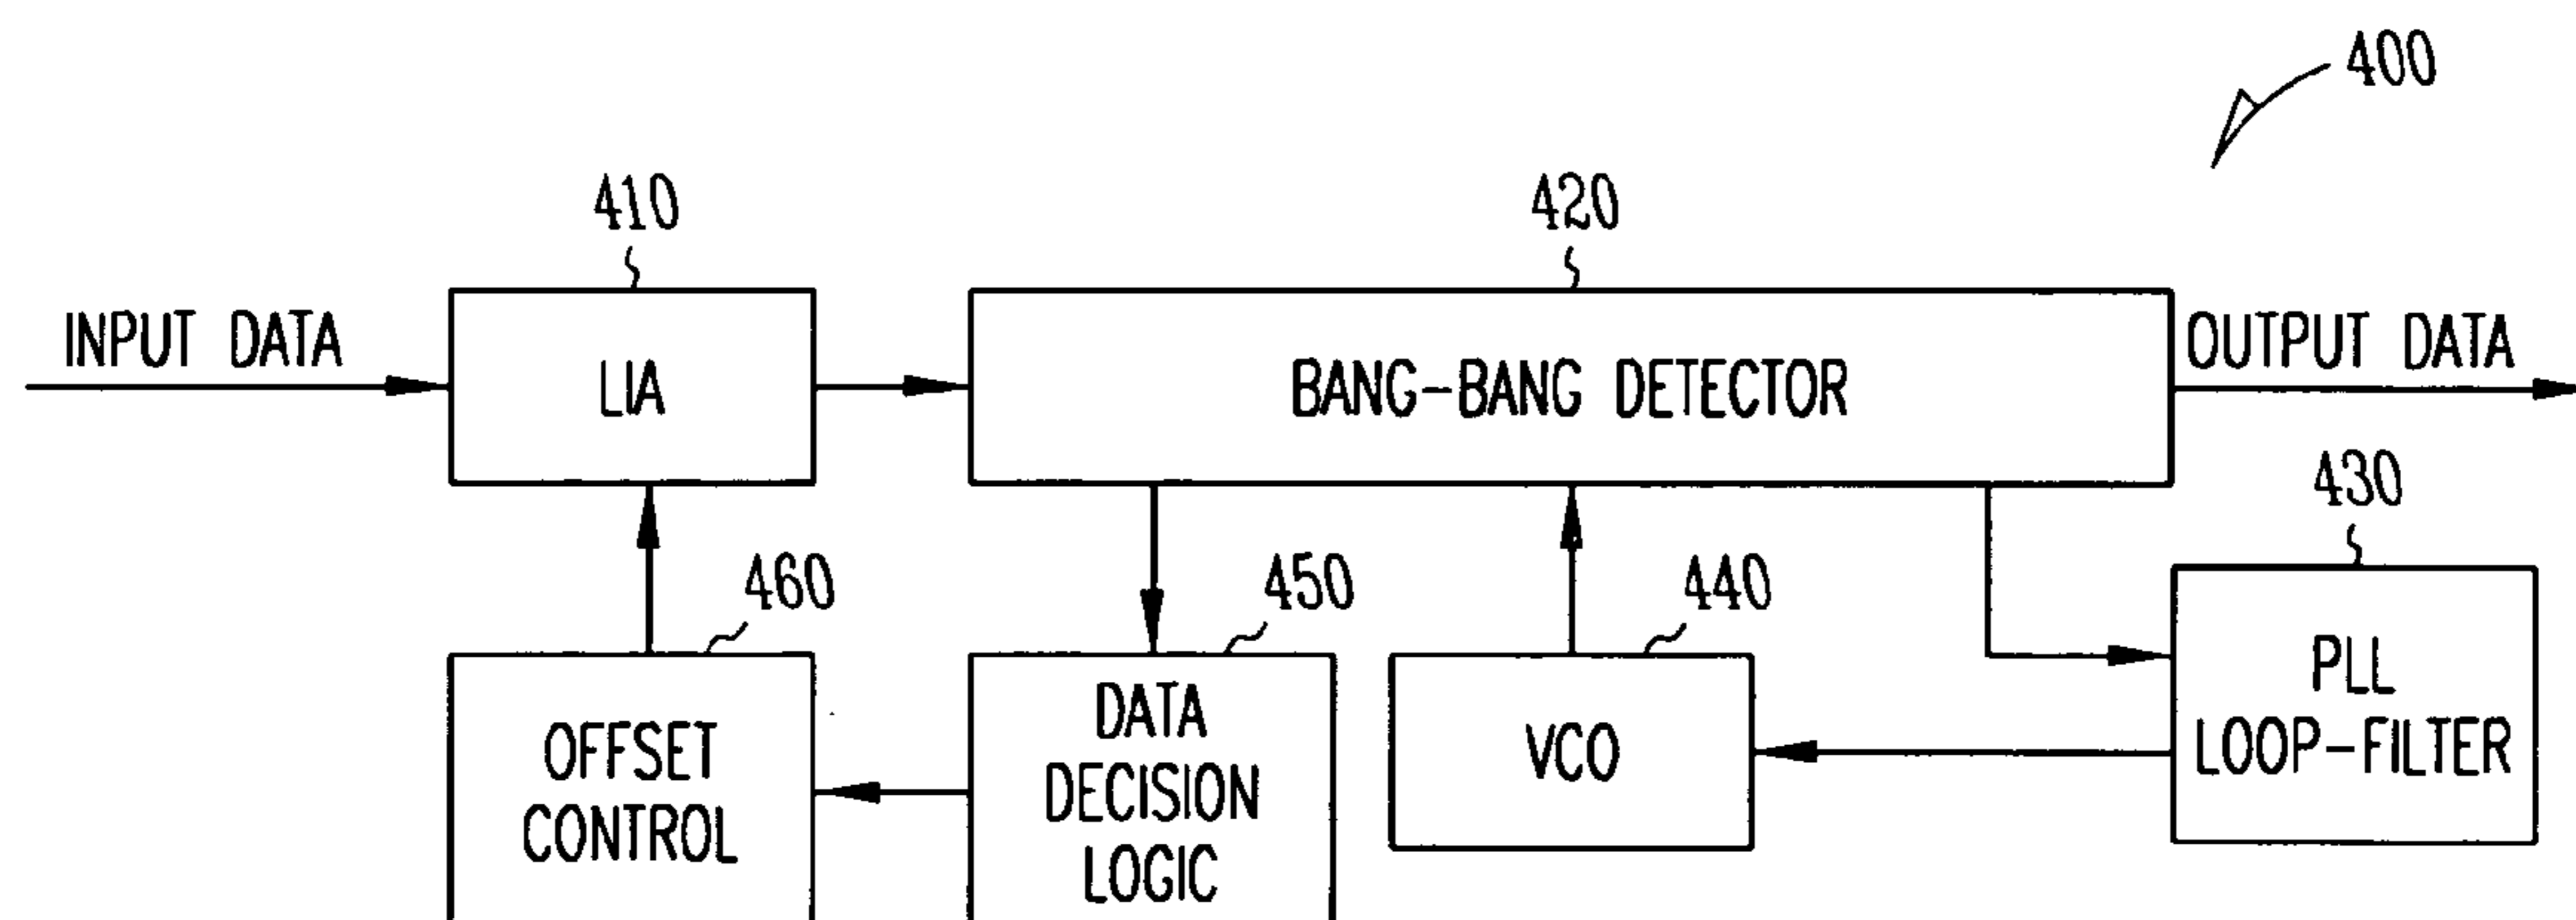 400
410
420
INPUT DATA
LIA
BANG-BANG DETECTOR
OUTPUT DATA
430
460
450
440
OFFSET
CONTROL
DATA
DECISION
LOGIC
VCO
PLL
LOOP-FILTER